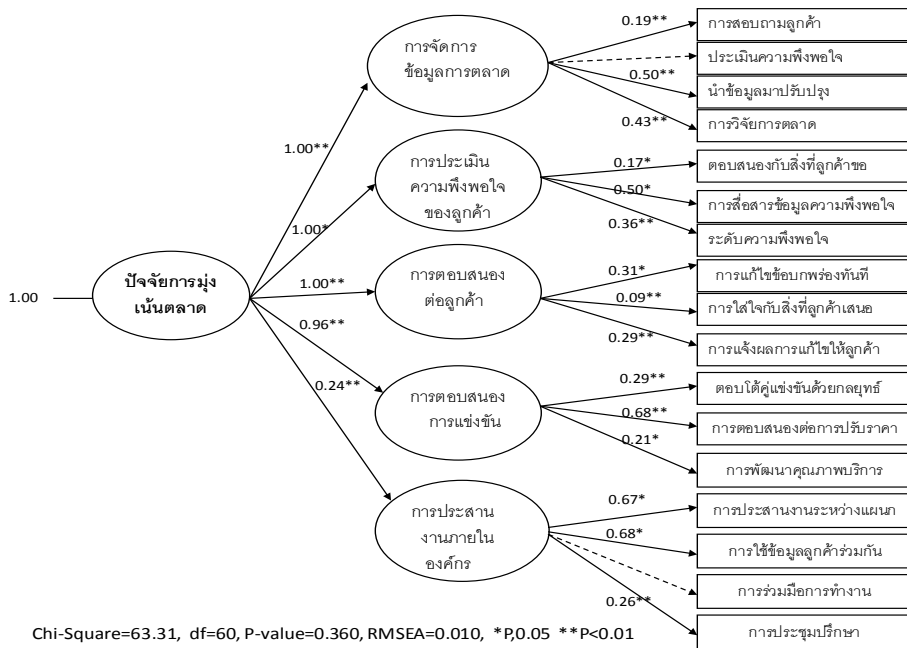 1.00
ปัจจัยการมุ่ง
เน้นตลาด
1.00**
1.00*
1.00**
0.96**
0.24**
การจัดการ
ข้อมูลการตลาด
0.19**
0.50**
0.43**
การสอบถามลูกค้า
ประเมินความพึงพอใจ
นำข้อมูลมาปรับปรุง
การวิจัยการตลาด
การประเมิน
ความพึงพอใจ
ของลูกค้า
0.17*
0.50*
0.36**
ตอบสนองกับสิ่งที่ลูกค้าขอ
การสื่อสารข้อมูลความพึงพอใจ
ระดับความพึงพอใจ
การตอบสนอง
ต่อลูกค้า
0.31*
0.09**
0.29**
การแก้ไขข้อบกพร่องทันที
การใส่ใจกับสิ่งที่ลูกค้าเสนอ
การแจ้งผลการแก้ไขให้ลูกค้า
การตอบสนอง
การแข่งขัน
0.29**
0.68**
0.21*
ตอบโต้คู่แข่งขันด้วยกลยุทธ์
การตอบสนองต่อการปรับราคา
การพัฒนาคุณภาพบริการ
การประสาน
งานภายใน
องค์กร
0.67*
0.68*
0.26**
การประสานงานระหว่างแผนก
การใช้ข้อมูลลูกค้าร่วมกัน
การร่วมมือการทำงาน
การประชุมปรึกษา
Chi-Square=63.31, df=60, P-value=0.360, RMSEA=0.010, *P,0.05 **P<0.01